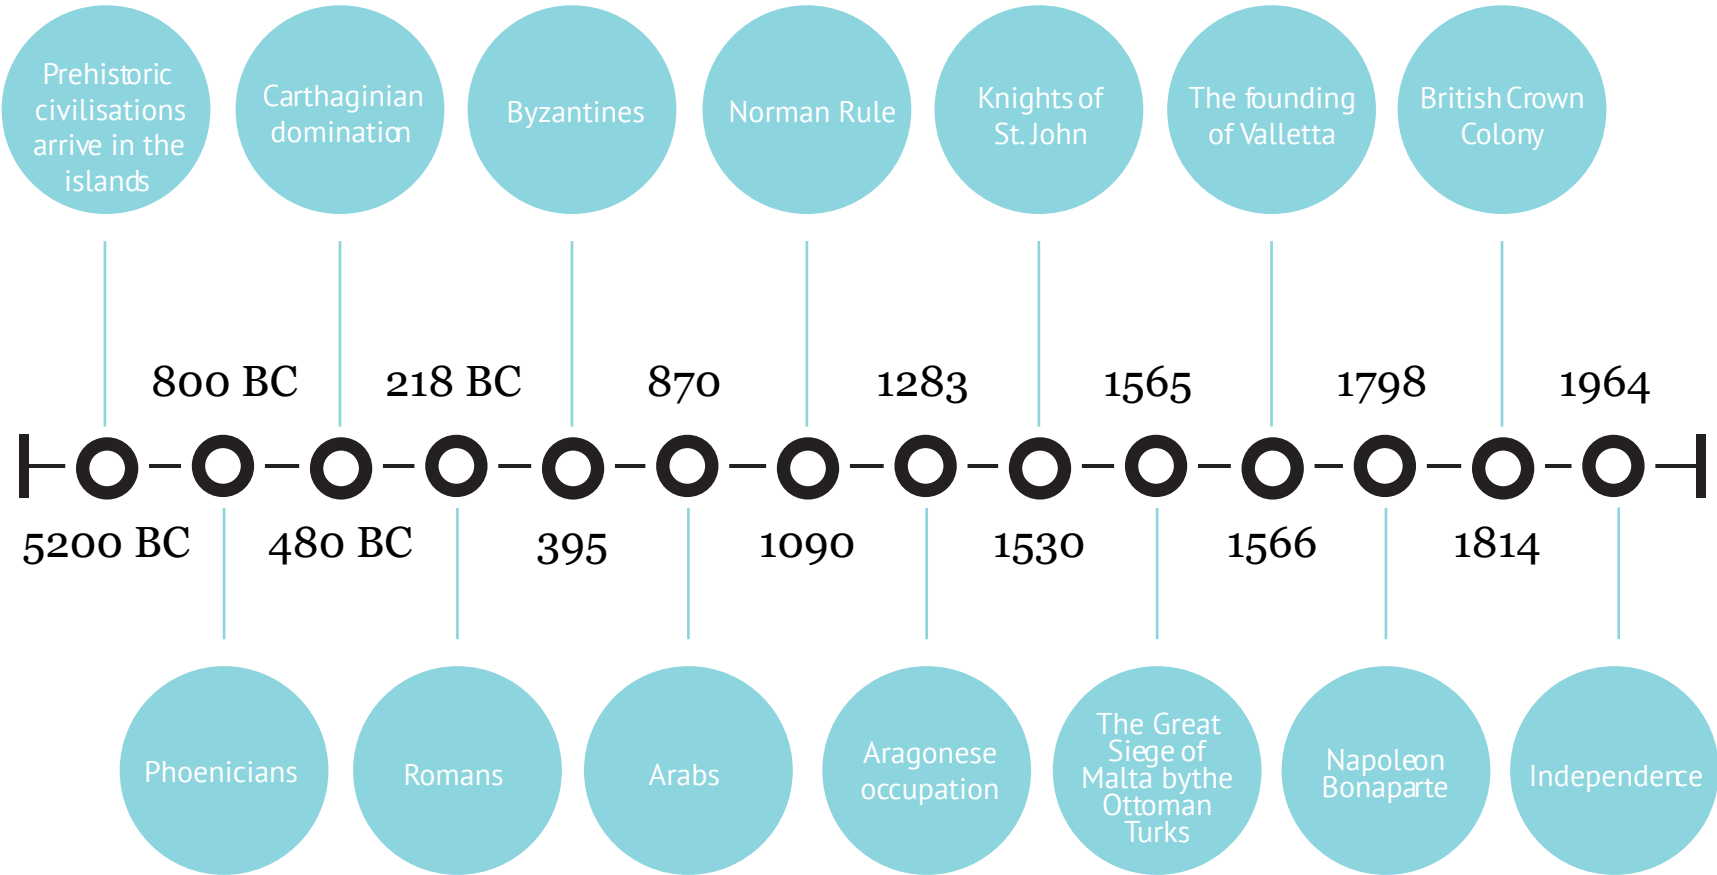 Prehistoric
civilisations
arrive in the
islands
Carthaginian
domination
Byzantines
Norman Rule
Knights of
St. John
The founding
of Valletta
British Crown
Colony
800 BC
218 BC
870
1283
1565
1798
1964
5200 BC
480 BC
395
1090
1530
1566
1814
Phoenicians
Romans
Arabs
Aragonese
occupation
The Great
Siege of
Malta bythe
Ottoman
Turks
Napoleon
Bonaparte
Independence